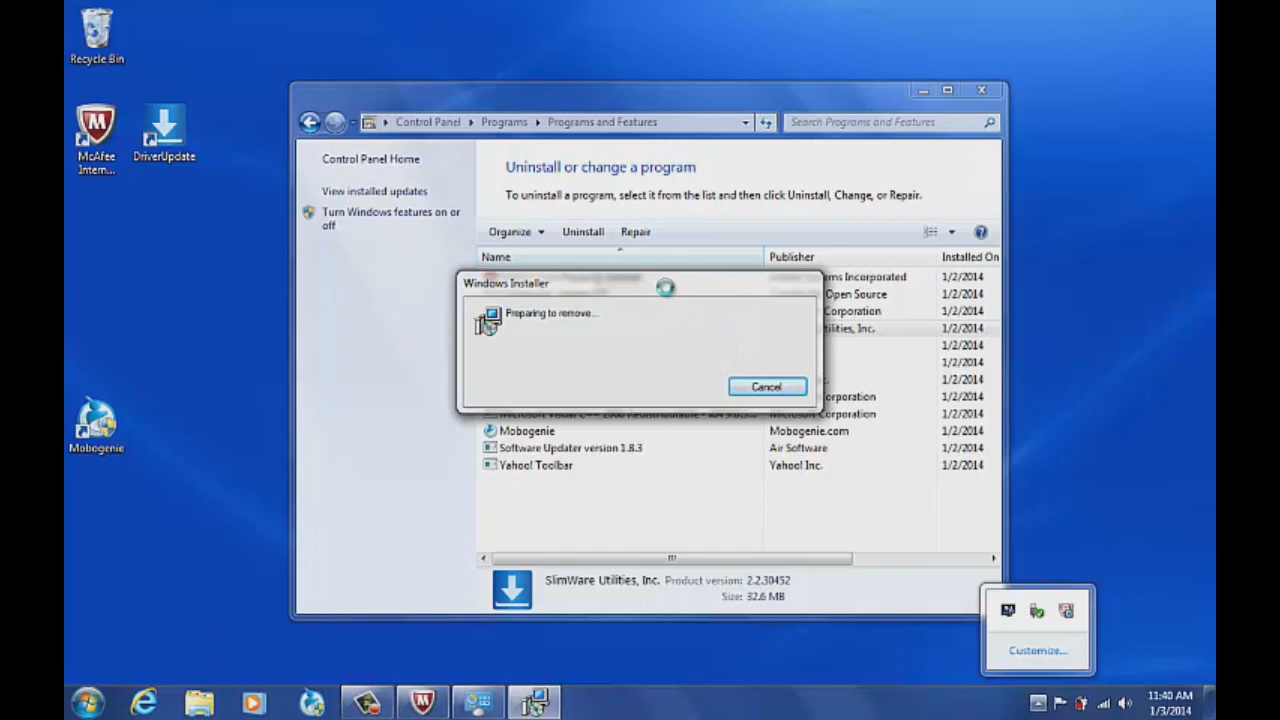 Recycle Bin
McAfee
Intern...
DriverUpdate
Mobogenie
Control Panel
Programs
Programs and Features
Search Programs and Features
Control Panel Home
View installed updates
Turn Windows features on or
off
Uninstall or change a program
To uninstall a program, select it from the list and then click Uninstall, Change, or Repair.
Organize
Uninstall
Repair
Name
Publisher
Installed On
ms Incorporated 1/2/2014
Open Source 1/2/2014
Corporation 1/2/2014
tilities, Inc. 1/2/2014
1/2/2014
1/2/2014
1/2/2014
orporation 1/2/2014
Windows Installer
Preparing to remove...
Cancel
Corporation 1/2/2014
Mobogenie Mobogenie.com 1/2/2014
Software Updater version 1.8.3 Air Software 1/2/2014
Yahoo! Toolbar Yahoo! Inc. 1/2/2014
SlimWare Utilities, Inc. Product version: 2.2.30452
Size: 32.6 MB
Customize...
11:40 AM
1/3/2014